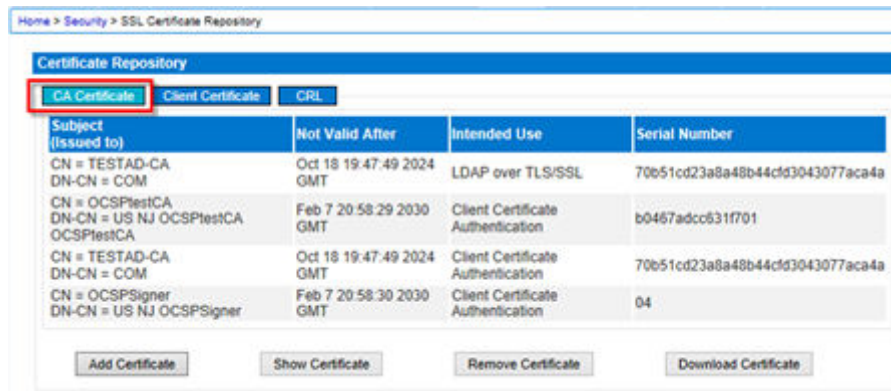 Home > Security > SSL Certificate Repository
Certificate Repository
CA Certificate Client Certificate CRL
Subject (Issued to) Not Valid After Intended Use Serial Number
CN = TESTAD-CA Oct 18 19:47:49 2024 LDAP over TLS/SSL 70b51cd23a8a48b44cfd3043077aca4a
DN-CN = COM GMT
CN = OCSPtestCA Feb 7 20:58:29 2030 Client Certificate b0467adcc631f701
DN-CN = US NJ OCSPtestCA GMT Authentication
OCSPtestCA
CN = TESTAD-CA Oct 18 19:47:49 2024 Client Certificate 70b51cd23a8a48b44cfd3043077aca4a
DN-CN = COM GMT Authentication
CN = OCSPSigner Feb 7 20:58:30 2030 Client Certificate 04
DN-CN = US NJ OCSPSigner GMT Authentication
Add Certificate Show Certificate Remove Certificate Download Certificate